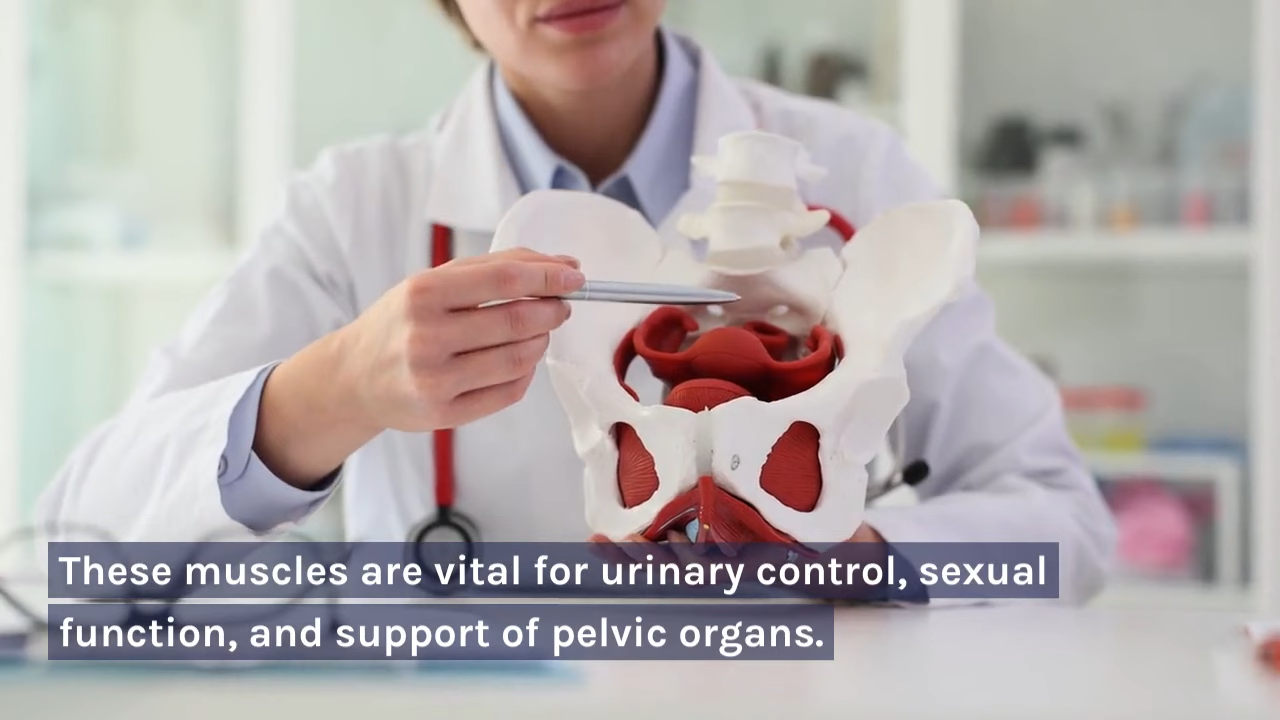 These muscles are vital for urinary control, sexual
function, and support of pelvic organs.